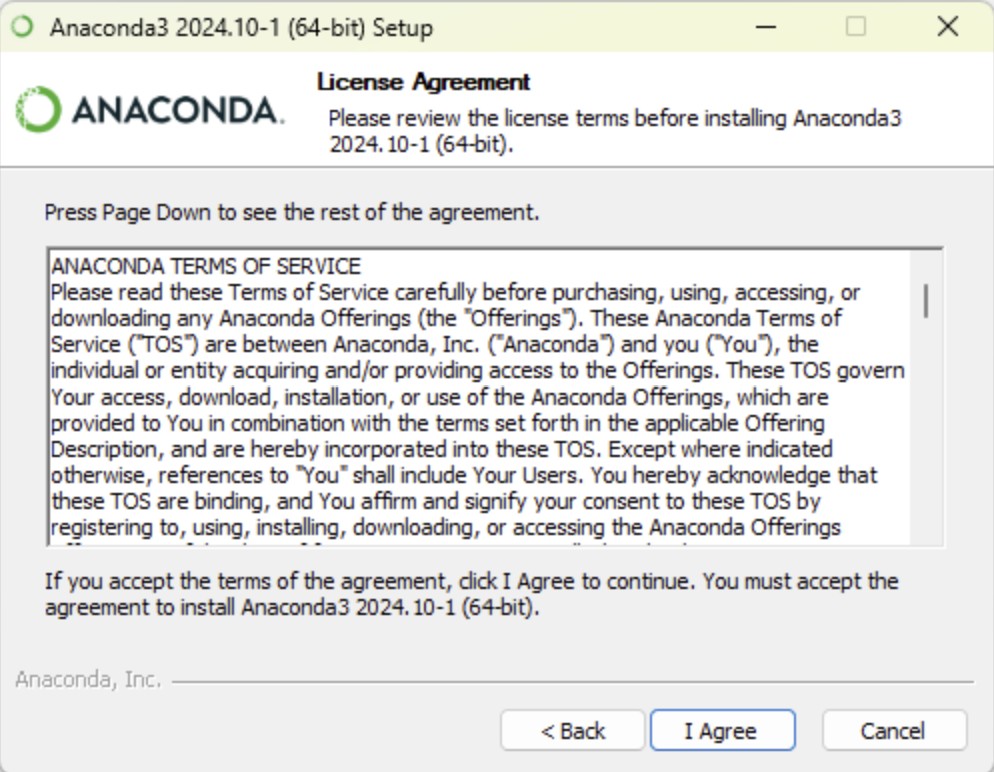 Anaconda3 2024.10-1 (64-bit) Setup
ANACONDA.
License Agreement
Please review the license terms before installing Anaconda3
2024.10-1 (64-bit).
Press Page Down to see the rest of the agreement.
ANACONDA TERMS OF SERVICE
Please read these Terms of Service carefully before purchasing, using, accessing, or
downloading any Anaconda Offerings (the "Offerings"). These Anaconda Terms of
Service ("TOS") are between Anaconda, Inc. ("Anaconda") and you ("You"), the
individual or entity acquiring and/or providing access to the Offerings. These TOS govern
Your access, download, installation, or use of the Anaconda Offerings, which are
provided to You in combination with the terms set forth in the applicable Offering
Description, and are hereby incorporated into these TOS. Except where indicated
otherwise, references to "You" shall include Your Users. You hereby acknowledge that
these TOS are binding, and You affirm and signify your consent to these TOS by
registering to, using, installing, downloading, or accessing the Anaconda Offerings
If you accept the terms of the agreement, click I Agree to continue. You must accept the
agreement to install Anaconda3 2024.10-1 (64-bit).
Anaconda, Inc.
< Back
I Agree
Cancel